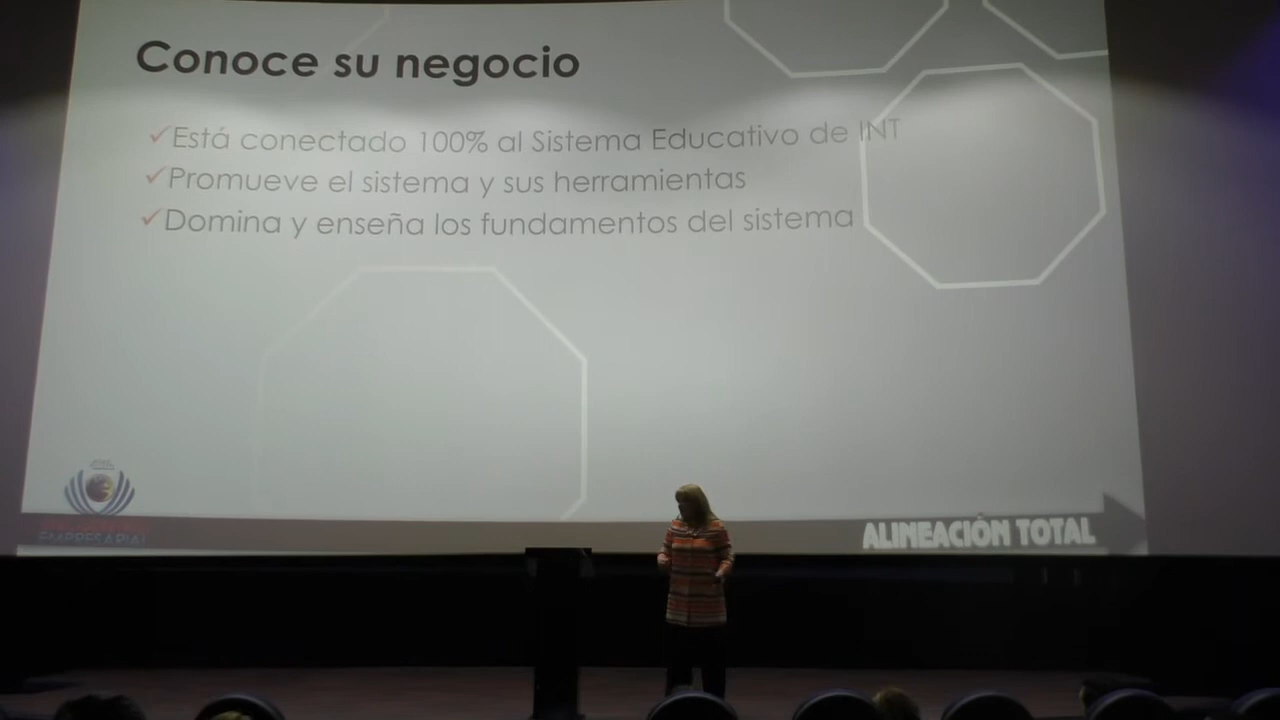 Conoce su negocio
✓Está conectado 100% al Sistema Educativo de INT
✓Promueve el sistema y sus herramientas
✓Domina y enseña los fundamentos del sistema
EMPRESARIAL
ALINEACIÓN TOTAL